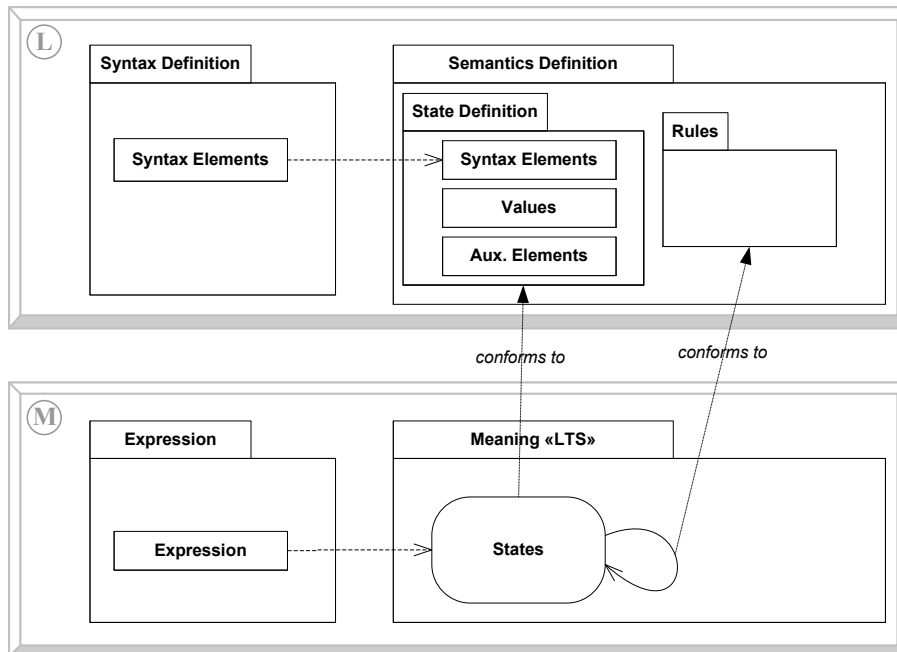 L
Syntax Definition
Semantics Definition
State Definition
Rules
Syntax Elements
Syntax Elements
Values
Aux. Elements
conforms to
conforms to
M
Expression
Meaning «LTS»
Expression
States